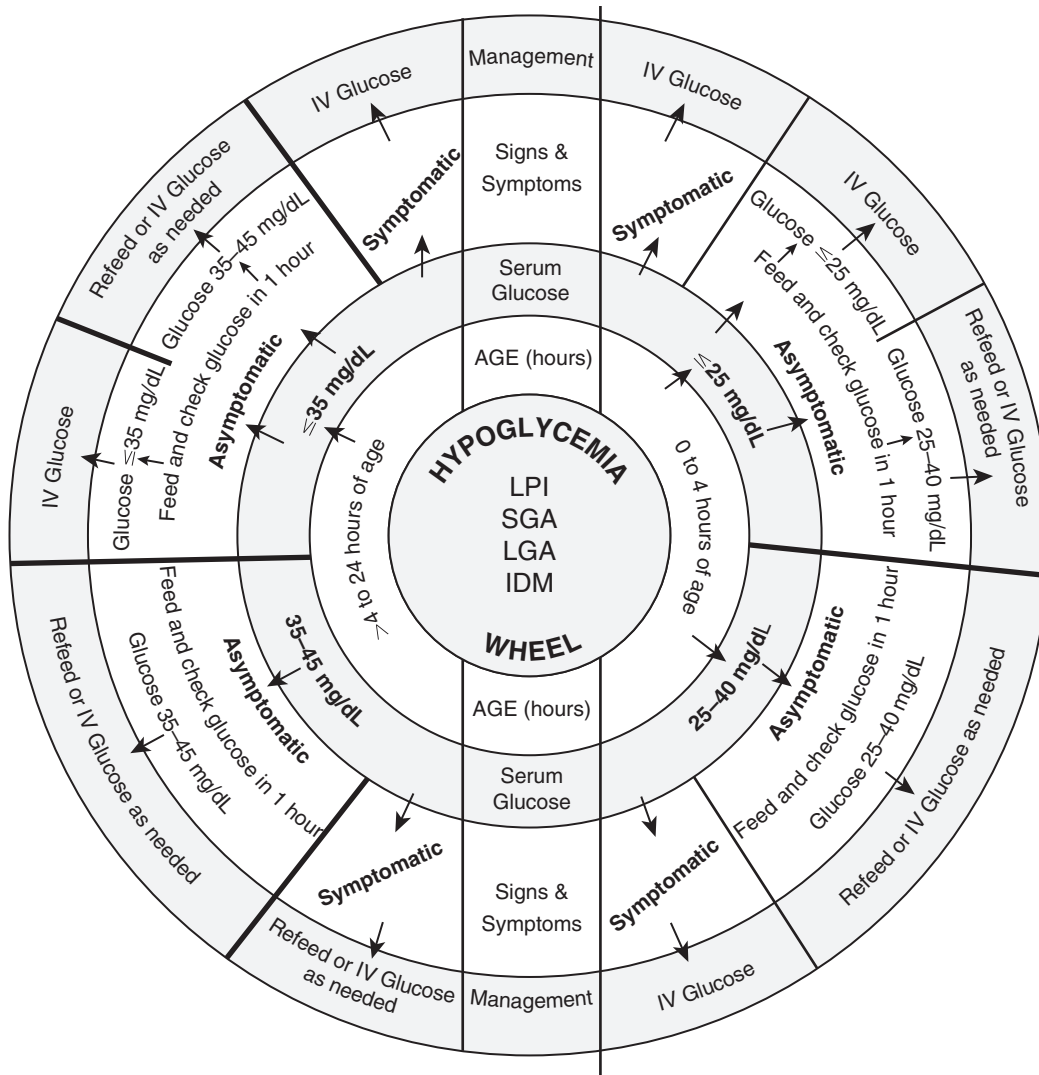 Management
Signs &
Symptoms
Serum
Glucose
AGE (hours)
HYPOGLYCEMIA
LPI
SGA
LGA
IDM
WHEEL
AGE (hours)
Serum
Glucose
Signs &
Symptoms
Management
0 to 4 hours of age
≤25 mg/dL
Symptomatic
IV Glucose
Asymptomatic
Feed and check glucose in 1 hour
Glucose ≤25 mg/dL
IV Glucose
Glucose 25–40 mg/dL
Refeed or IV Glucose
as needed
25–40 mg/dL
Asymptomatic
Feed and check glucose in 1 hour
Glucose 25–40 mg/dL
Refeed or IV Glucose as needed
Symptomatic
IV Glucose
>4 to 24 hours of age
≤35 mg/dL
Symptomatic
IV Glucose
Asymptomatic
Feed and check glucose in 1 hour
Glucose 35–45 mg/dL
Refeed or IV Glucose
as needed
Glucose ≤35 mg/dL
IV Glucose
35–45 mg/dL
Asymptomatic
Feed and check glucose in 1 hour
Glucose 35–45 mg/dL
Refeed or IV Glucose as needed
Symptomatic
Refeed or IV Glucose
as needed